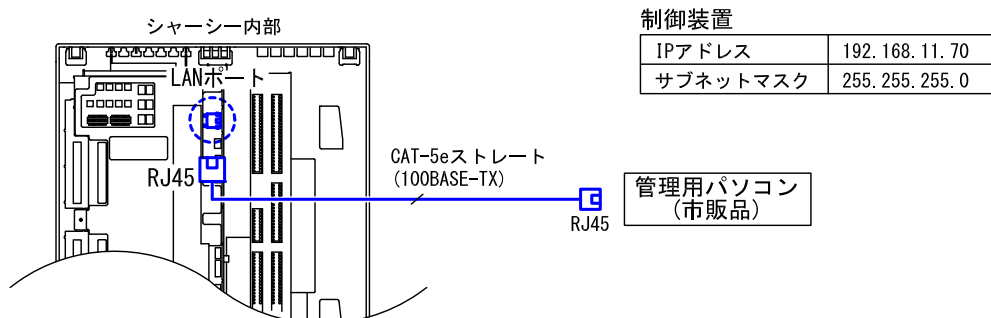 シャーシー内部
LANポート
RJ45
CAT-5eストレート
(100BASE-TX)
RJ45
管理用パソコン
(市販品)
制御装置
IPアドレス 192.168.11.70
サブネットマスク 255.255.255.0